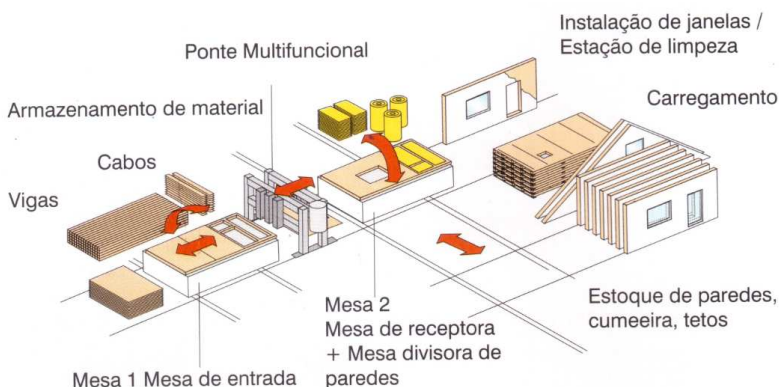 Instalação de janelas /
Estação de limpeza
Ponte Multifuncional
Carregamento
Armazenamento de material
Cabos
Vigas
Estoque de paredes,
cumeeira, tetos
Mesa 2
Mesa de receptora
+ Mesa divisora de
paredes
Mesa 1 Mesa de entrada